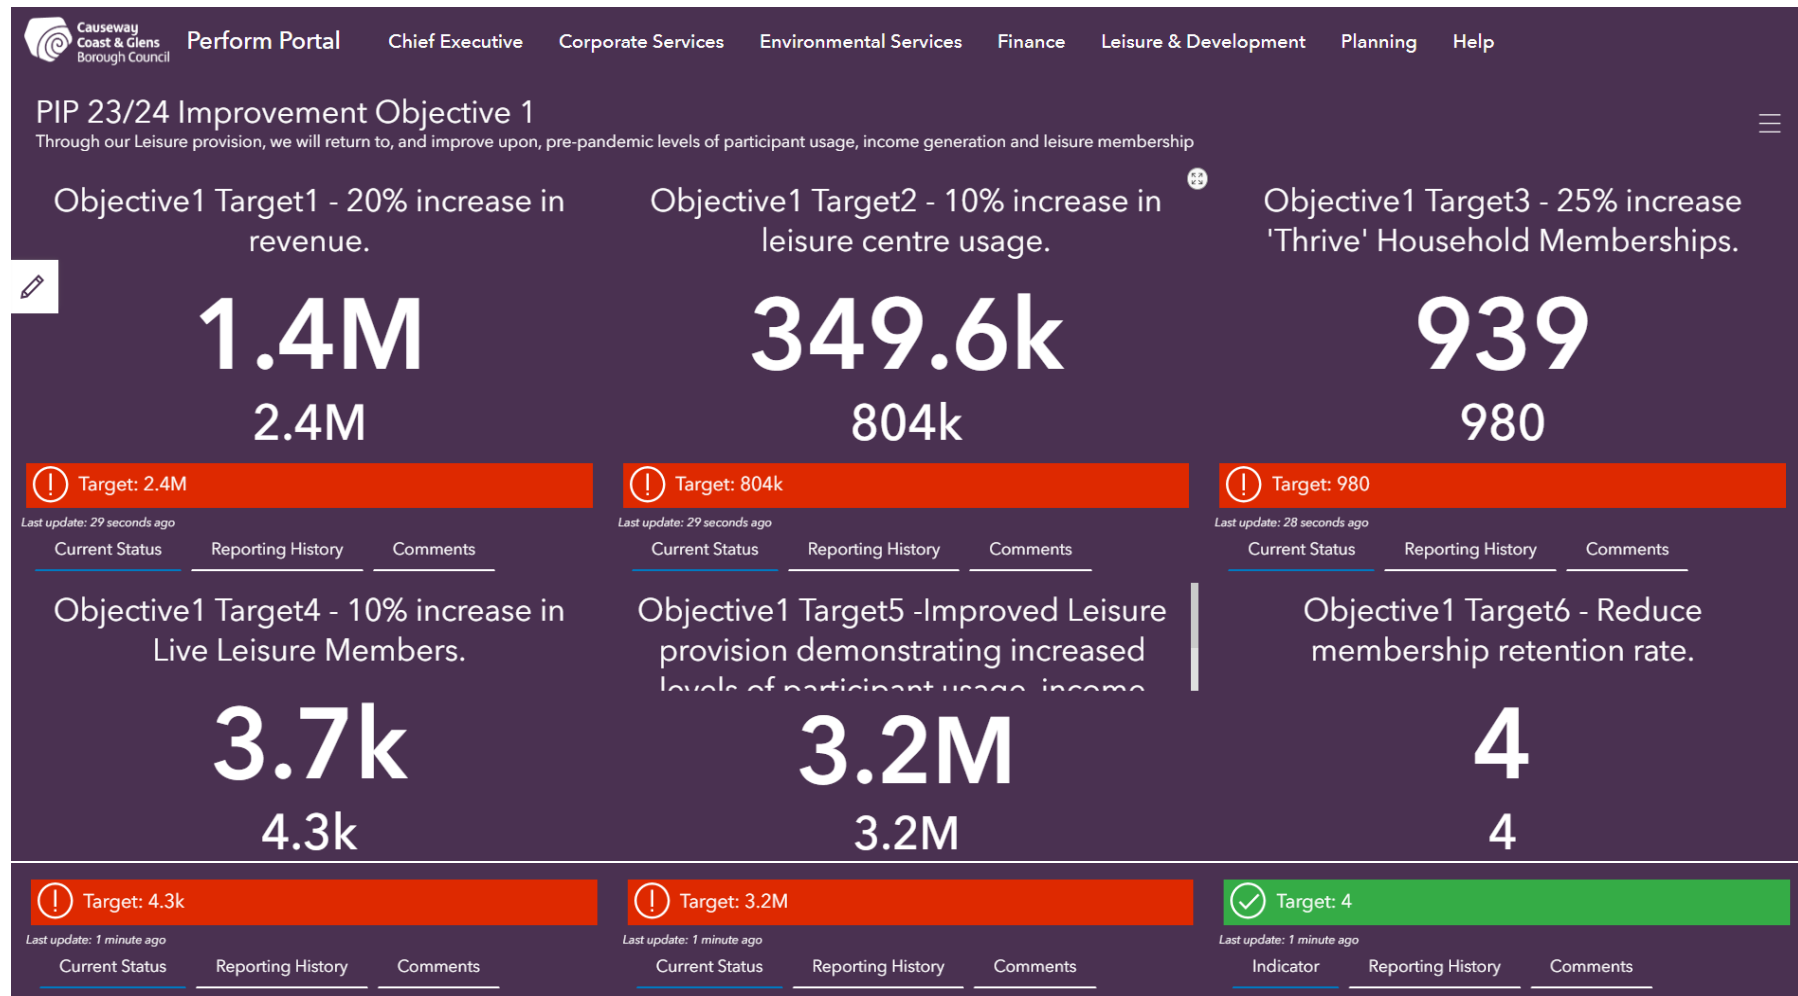 Causeway
Coast & Glens
Borough Council
Perform Portal
Chief Executive
Corporate Services
Environmental Services
Finance
Leisure & Development
Planning
Help
PIP 23/24 Improvement Objective 1
Through our Leisure provision, we will return to, and improve upon, pre-pandemic levels of participant usage, income generation and leisure membership
Objective1 Target1 - 20% increase in
revenue.
1.4M
2.4M
Target: 2.4M
Last update: 29 seconds ago
Current Status
Reporting History
Comments
Objective1 Target2 - 10% increase in
leisure centre usage.
349.6k
804k
Target: 804k
Last update: 29 seconds ago
Current Status
Reporting History
Comments
Objective1 Target3 - 25% increase
'Thrive' Household Memberships.
939
980
Target: 980
Last update: 28 seconds ago
Current Status
Reporting History
Comments
Objective1 Target4 - 10% increase in
Live Leisure Members.
3.7k
4.3k
Target: 4.3k
Last update: 1 minute ago
Current Status
Reporting History
Comments
Objective1 Target5 -Improved Leisure
provision demonstrating increased
levels of participant usage, income
3.2M
3.2M
Target: 3.2M
Last update: 1 minute ago
Current Status
Reporting History
Comments
Objective1 Target6 - Reduce
membership retention rate.
4
4
Target: 4
Last update: 1 minute ago
Indicator
Reporting History
Comments